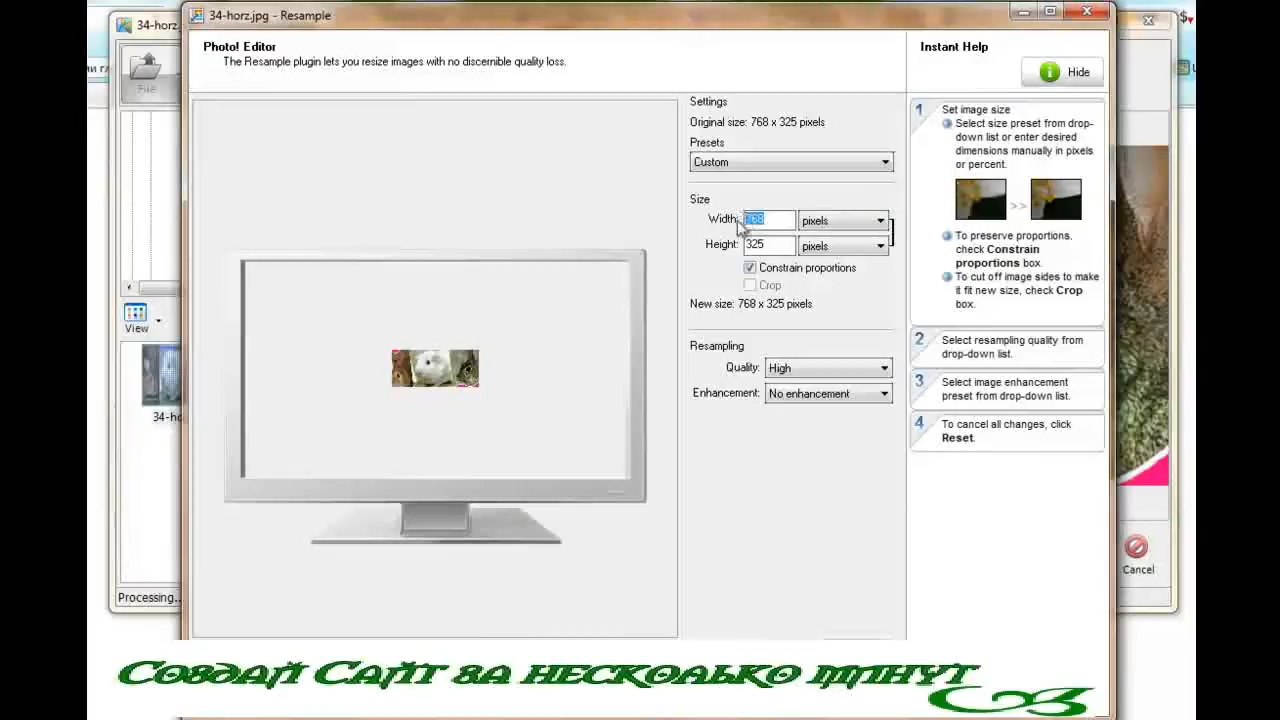 34-horz.jpg - Resample
34-horz.
$
Photo! Editor
The Resample plugin lets you resize images with no discernible quality loss.
Instant Help
Hide
File
Settings
Original size: 768 x 325 pixels
Presets
Custom
Size
Width: 768 pixels
Height: 325 pixels
Constrain proportions
Crop
New size: 768 x 325 pixels
Resampling
Quality: High
Enhancement: No enhancement
1 Set image size
Select size preset from drop-
down list or enter desired
dimensions manually in pixels
or percent.
>>
To preserve proportions,
check Constrain
proportions box.
To cut off image sides to make
it fit new size, check Crop
box.
2 Select resampling quality from
drop-down list.
3 Select image enhancement
preset from drop-down list.
4 To cancel all changes, click
Reset.
View
34-ho
Processing...
Cancel
Создай Сайт за несколько минут